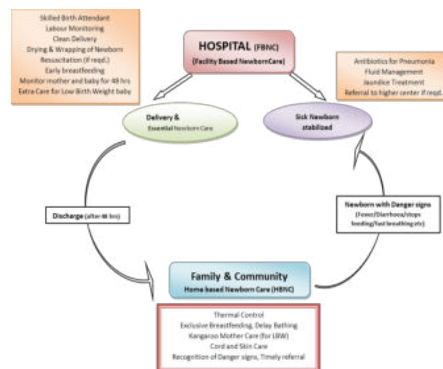 Skilled Birth Attendant
Labour Monitoring
Clean Delivery
Drying & Wrapping of Newborn
Resuscitation (if reqd.)
Early breastfeeding
Monitor mother and baby for 48 hrs
Extra Care for Low Birth Weight baby
HOSPITAL (FBNC)
(Facility Based NewbornCare)
Antibiotics for Pneumonia
Fluid Management
Jaundice Treatment
Referral to higher center if reqt.
Delivery &
Essential Newborn Care
Sick Newborn
stabilized
Discharge (after 48 hrs)
Newborn with Danger signs
(Fever/Diarrhoea/stops
feeding/fast breathing etc)
Family & Community
Home based Newborn Care (HBNC)
Thermal Control
Exclusive Breastfeeding, Delay Bathing
Kangaroo Mother Care (for LBW)
Cord and Skin Care
Recognition of Danger signs, Timely referral